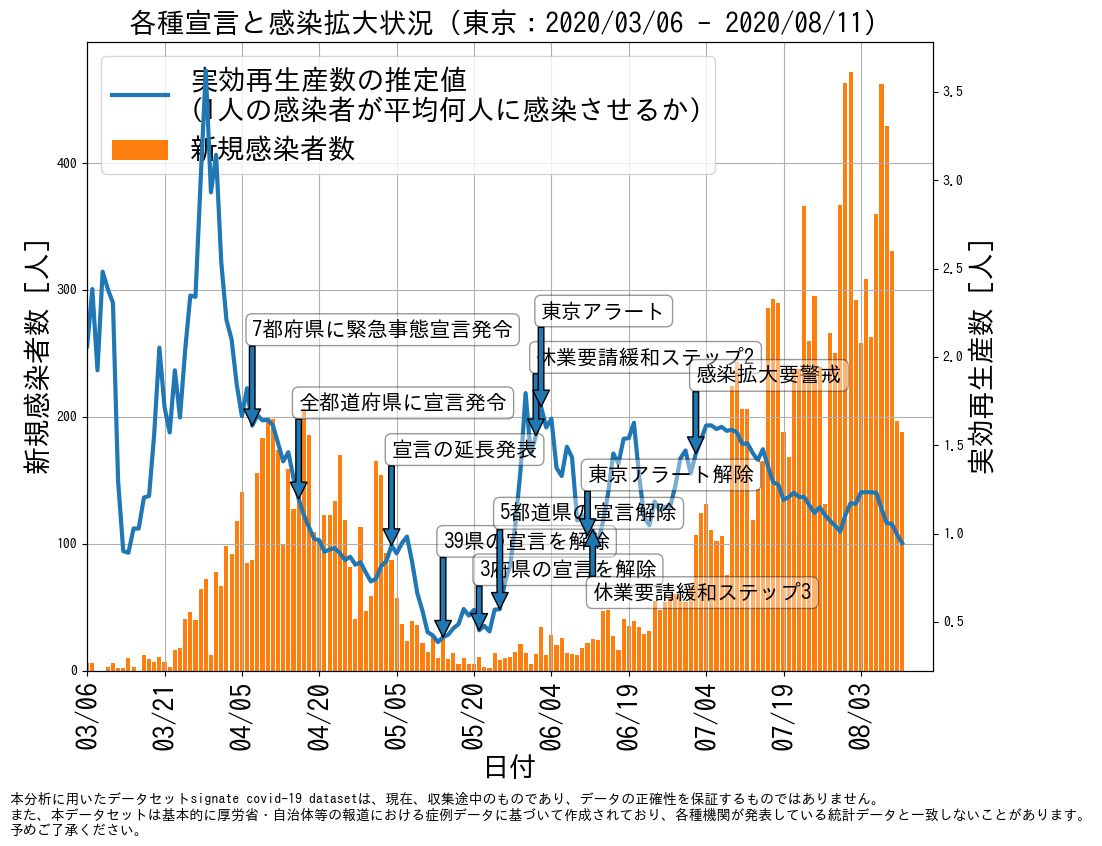 各種宣言と感染拡大状況 (東京：2020/03/06 - 2020/08/11)
実効再生産数の推定値
(1人の感染者が平均何人に感染させるか)
新規感染者数
新規感染者数 [人]
400
300
200
100
0
3.5
3.0
2.5
2.0
1.5
1.0
0.5
実効再生産数 [人]
東京アラート
7都府県に緊急事態宣言発令
休業要請緩和ステップ2
感染拡大要警戒
全都道府県に宣言発令
宣言の延長発表
東京アラート解除
5都道県の宣言解除
39県の宣言を解除
3府県の宣言を解除
休業要請緩和ステップ3
03/06
03/21
04/05
04/20
05/05
05/20
06/04
06/19
07/04
07/19
08/03
日付
本分析に用いたデータセットsignate covid-19 datasetは、現在、収集途中のものであり、データの正確性を保証するものではありません。
また、本データセットは基本的に厚労省・自治体等の報道における症例データに基づいて作成されており、各種機関が発表している統計データと一致しないことがあります。
予めご了承ください。